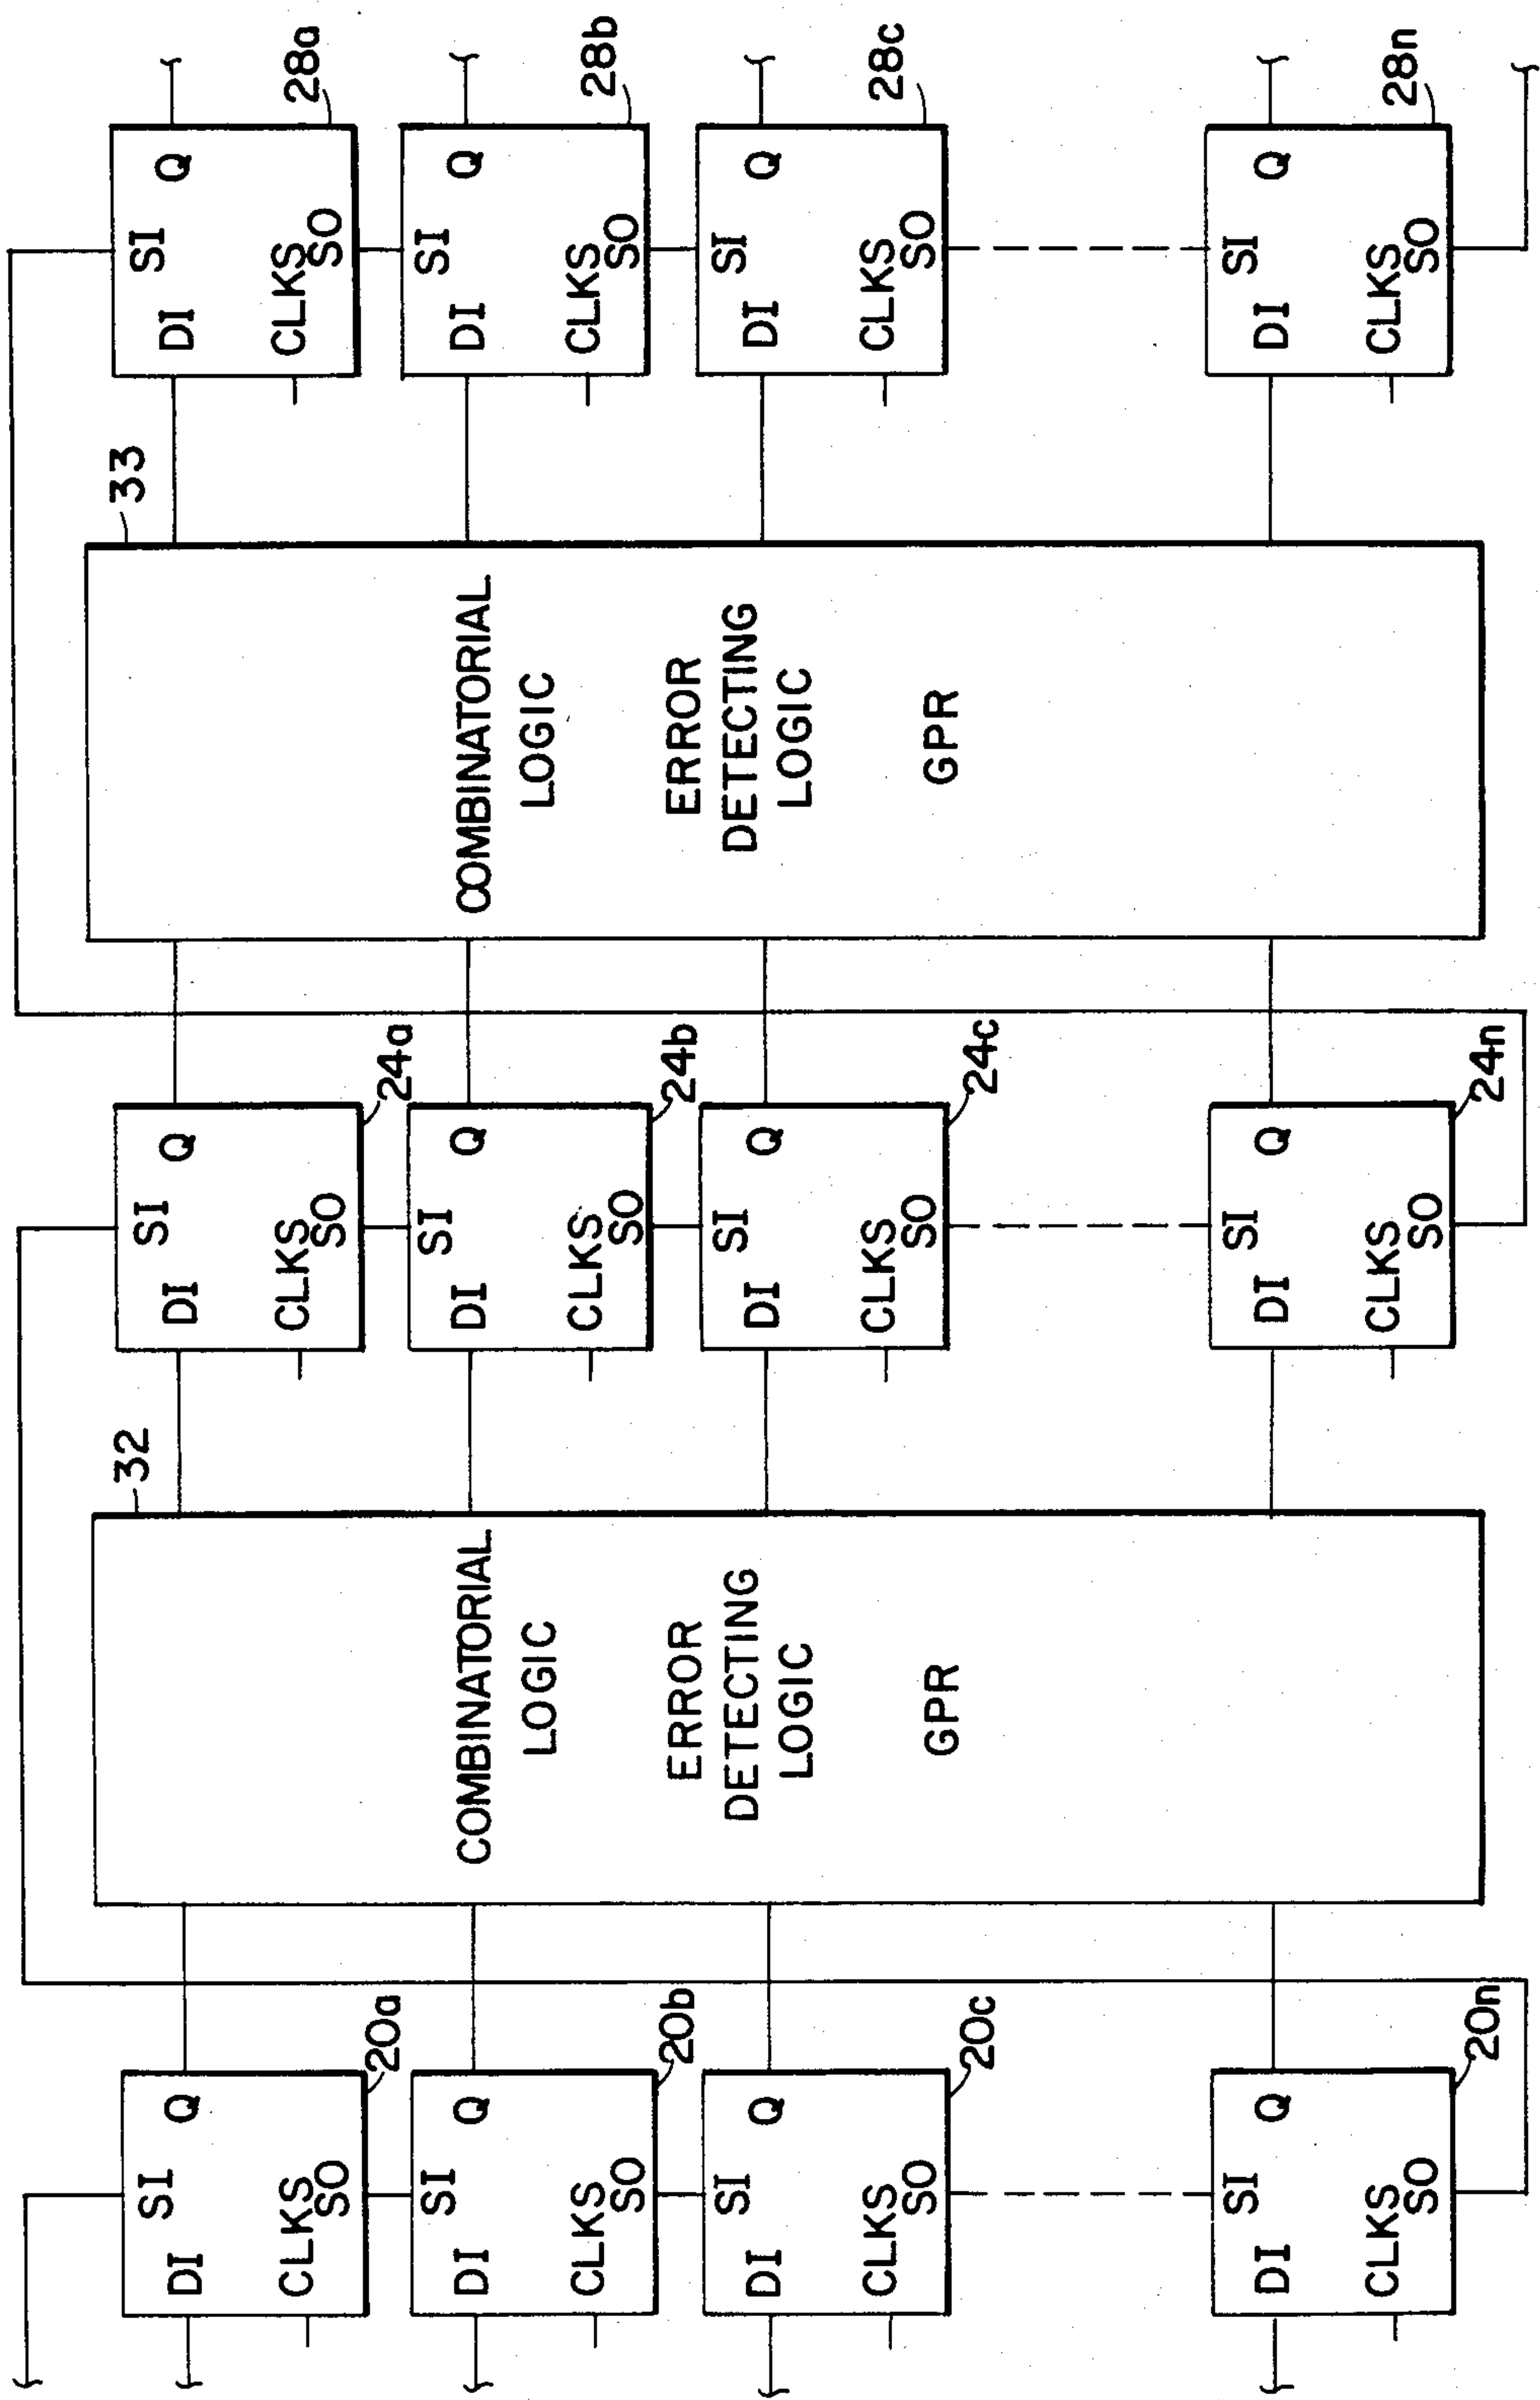 SI
DI Q
CLKS
SO
20a
SI
DI Q
CLKS
SO
20b
SI
DI Q
CLKS
SO
20c
SI
DI Q
CLKS
SO
20n
32
COMBINATORIAL
LOGIC
ERROR
DETECTING
LOGIC
GPR
SI
DI Q
CLKS
SO
24a
SI
DI Q
CLKS
SO
24b
SI
DI Q
CLKS
SO
24c
SI
DI Q
CLKS
SO
24n
33
COMBINATORIAL
LOGIC
ERROR
DETECTING
LOGIC
GPR
SI
DI Q
CLKS
SO
28a
SI
DI Q
CLKS
SO
28b
SI
DI Q
CLKS
SO
28c
SI
DI Q
CLKS
SO
28n